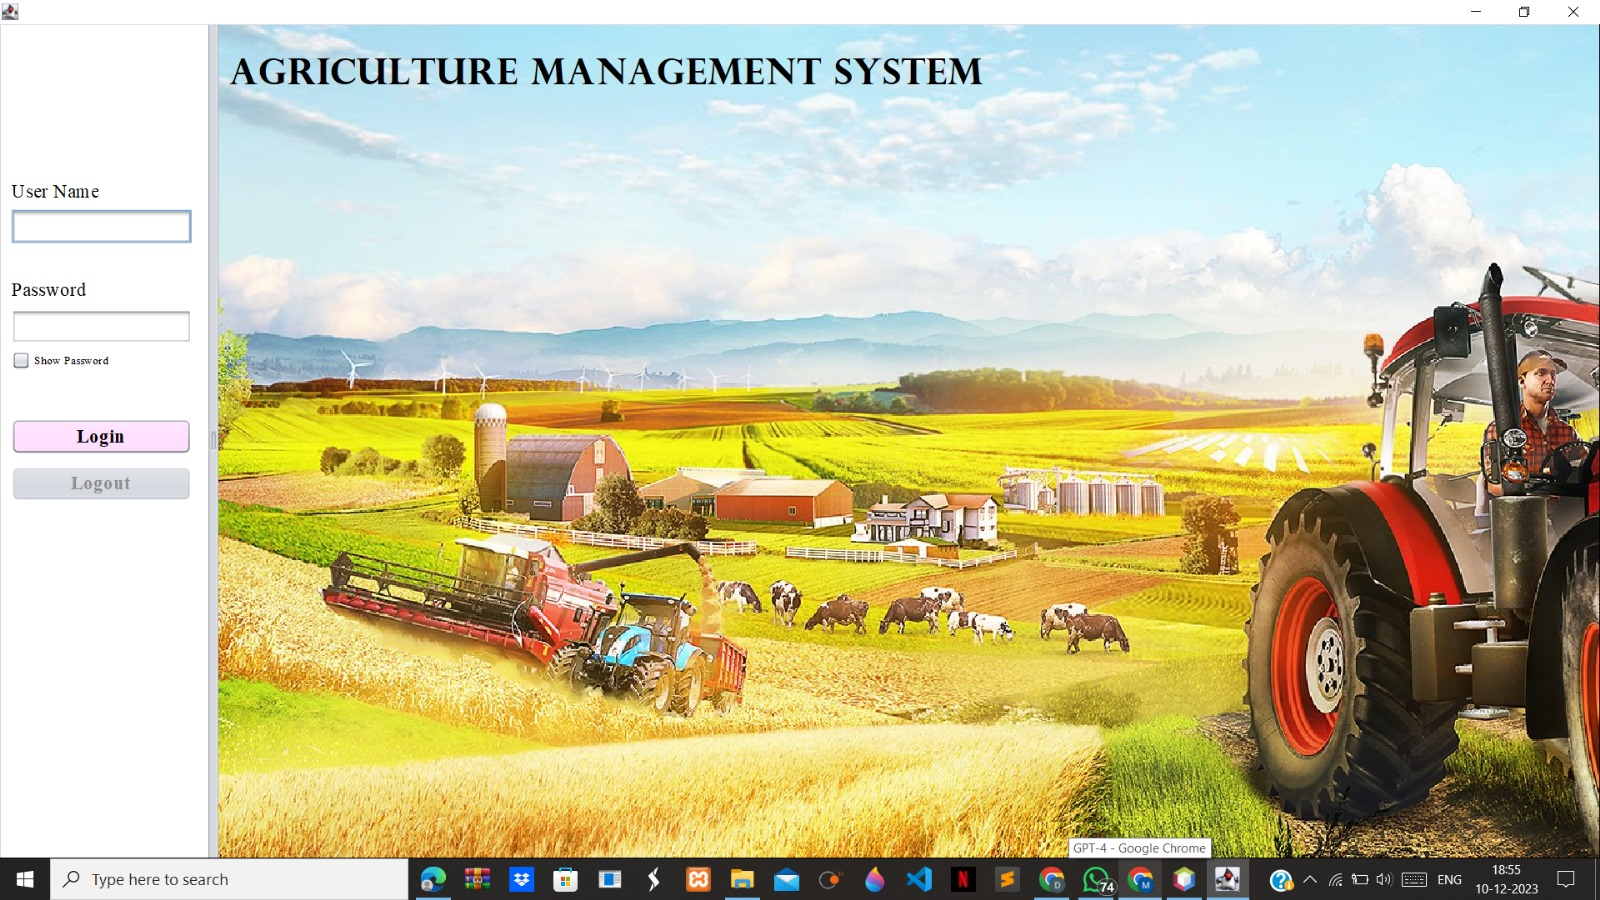 AGRICULTURE MANAGEMENT SYSTEM
User Name
Password
Show Password
Login
Logout
GPT-4 - Google Chrome
Type here to search
74
ENG
18:55
10-12-2023